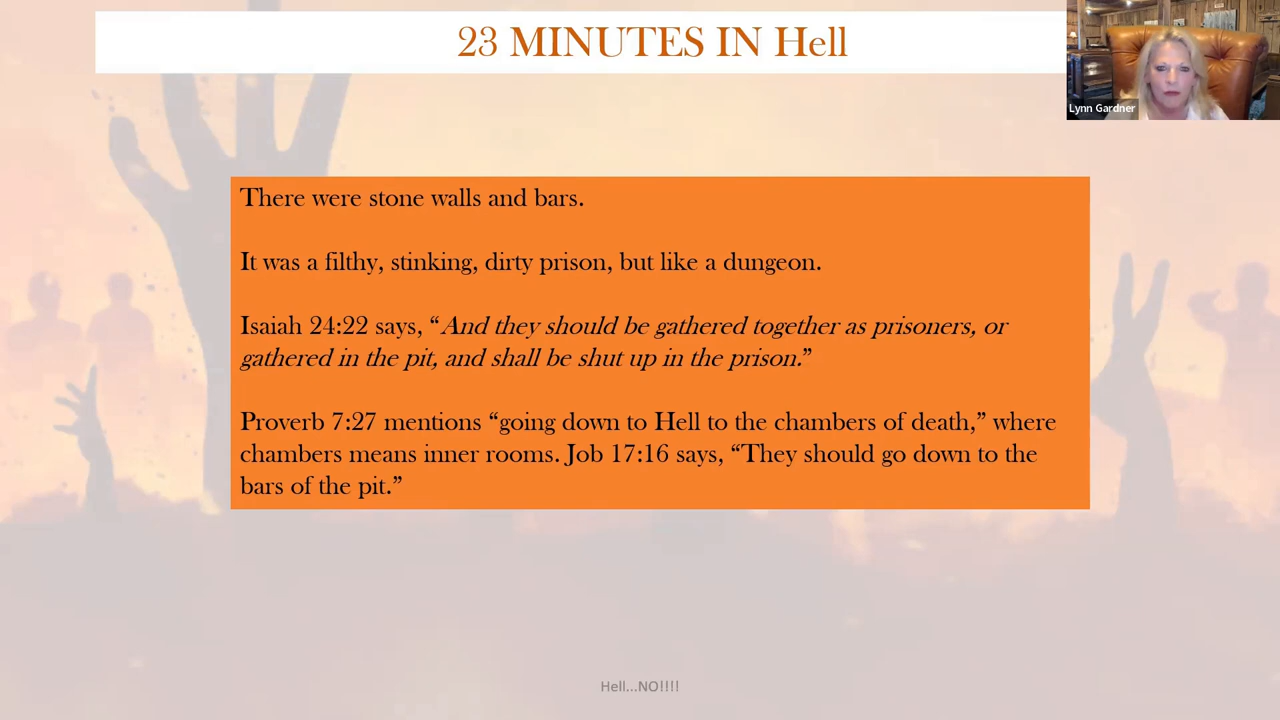 23 MINUTES IN Hell
Lynn Gardner
There were stone walls and bars.
It was a filthy, stinking, dirty prison, but like a dungeon.
Isaiah 24:22 says, “And they should be gathered together as prisoners, or
gathered in the pit, and shall be shut up in the prison.”
Proverb 7:27 mentions “going down to Hell to the chambers of death,” where
chambers means inner rooms. Job 17:16 says, “They should go down to the
bars of the pit.”
Hell...NO!!!!